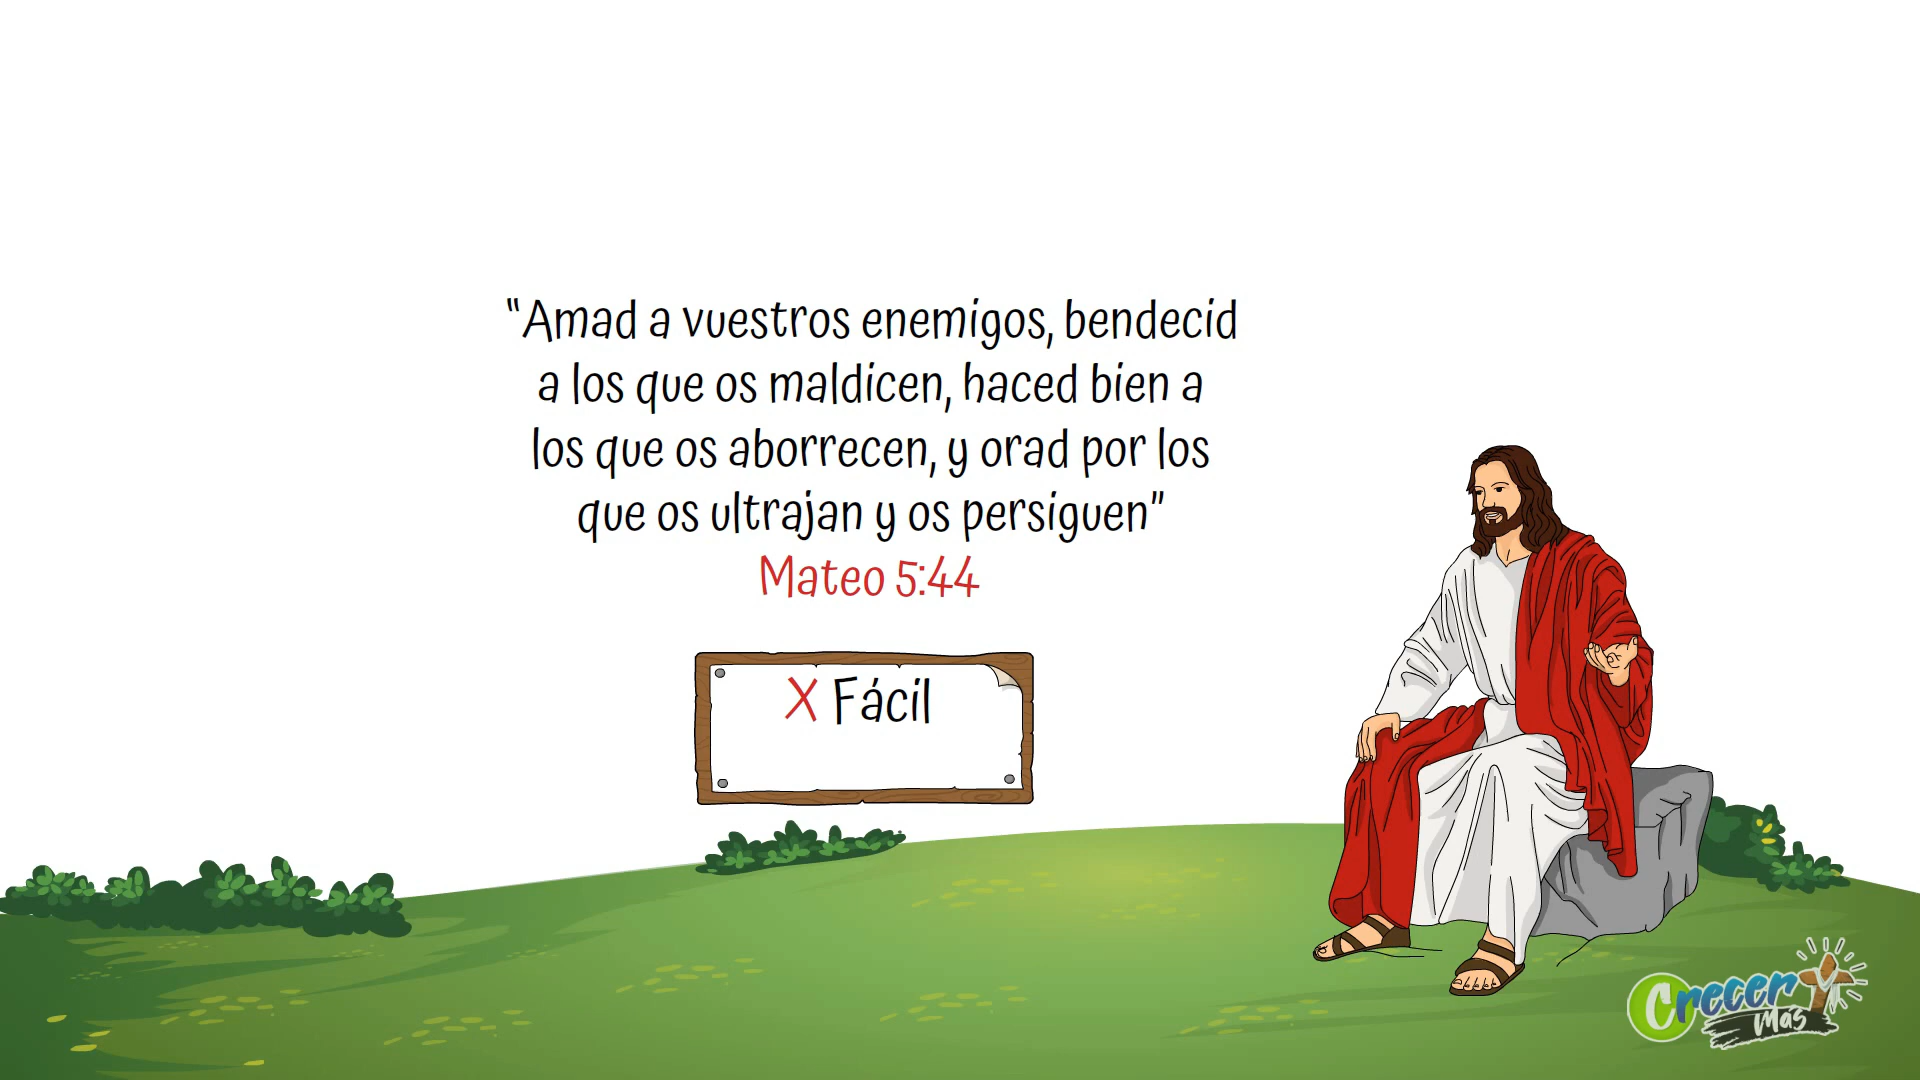 "Amad a vuestros enemigos, bendecid
a los que os maldicen, haced bien a
los que os aborrecen, y orad por los
que os ultrajan y os persiguen”
Mateo 5:44
X Fácil
Crecer
Más